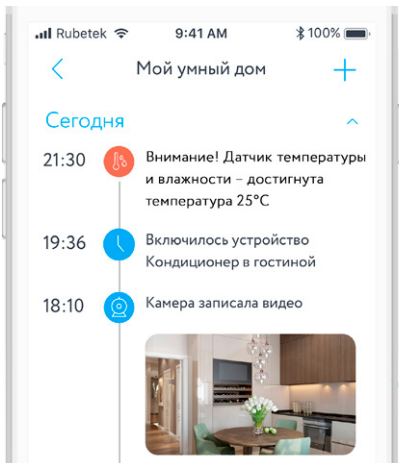 Rubetek 9:41 AM 100%
Мой умный дом
Сегодня
21:30 Внимание! Датчик температуры
и влажности – достигнута
температура 25°C
19:36 Включилось устройство
Кондиционер в гостиной
18:10 Камера записала видео